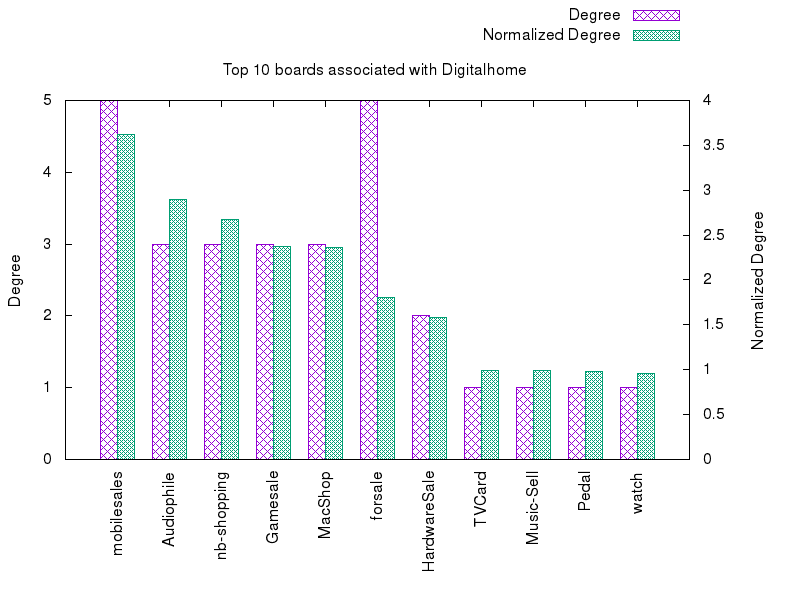 Degree
Normalized Degree
Top 10 boards associated with Digitalhome
5
4
3
2
1
0
4
3.5
3
2.5
2
1.5
1
0.5
0
Degree
Normalized Degree
mobilesales
Audiophile
nb-shopping
Gamesale
MacShop
forsale
HardwareSale
TVCard
Music-Sell
Pedal
watch